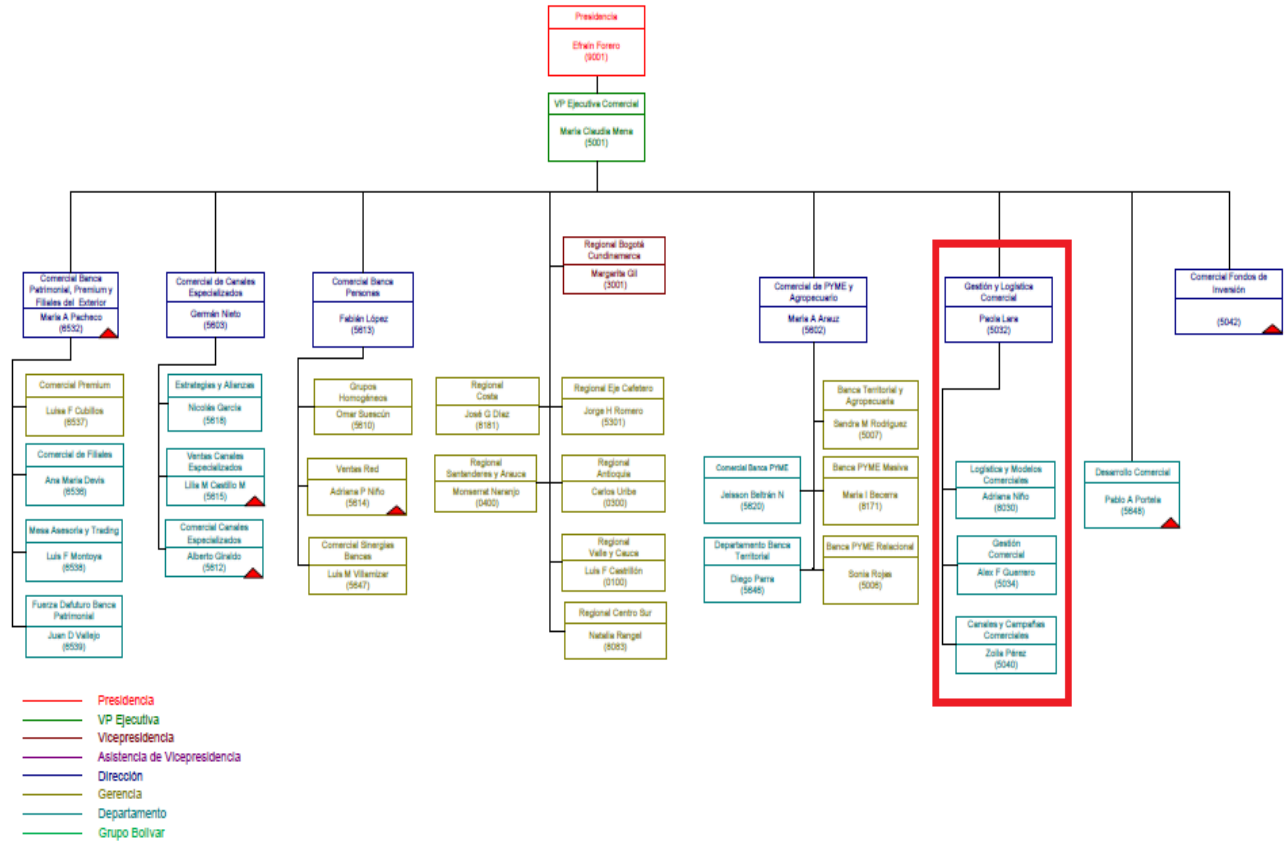 Presidencia
Efraín Forero
(9001)
VP Ejecutiva Comercial
María Claudia Mena
(5001)
Comercial Banca
Patrimonial, Premium y
Filiales del Exterior
María A Pacheco
(6532)
Comercial Premium
Luisa F Cubillos
(6537)
Comercial de Filiales
Ana María Devis
(6536)
Mesa Asesoría y Trading
Luis F Montoya
(6538)
Fuerza Dafuturo Banca
Patrimonial
Juan D Vallejo
(6539)
Comercial de Canales
Especializados
Germán Nieto
(5603)
Estrategias y Alianzas
Nicolás García
(5618)
Ventas Canales
Especializados
Lilia M Castillo M
(5615)
Comercial Canales
Especializados
Alberto Giraldo
(5612)
Comercial Banca
Personas
Fabián López
(5613)
Grupos
Homogéneos
Omar Suescún
(5610)
Ventas Red
Adriana P Niño
(5614)
Comercial Sinergias
Bancas
Luis M Villamizar
(5647)
Regional Bogotá
Cundinamarca
Margarita Gil
(3001)
Regional
Costa
José G Díaz
(8181)
Regional Eje Cafetero
Jorge H Romero
(5301)
Regional
Santanderes y Arauca
Monserrat Naranjo
(0400)
Regional
Antioquia
Carlos Uribe
(0300)
Regional
Valle y Cauca
Luis F Castrillón
(0100)
Regional Centro Sur
Natalia Rangel
(8083)
Comercial de PYME y
Agropecuario
María A Arauz
(5602)
Banca Territorial y
Agropecuaria
Sandra M Rodríguez
(5007)
Comercial Banca PYME
Jeisson Beltrán N
(5620)
Banca PYME Masiva
María I Becerra
(8171)
Departamento Banca
Territorial
Diego Parra
(5646)
Banca PYME Relacional
Sonia Rojas
(5006)
Gestión y Logística
Comercial
Paola Lara
(5032)
Logística y Modelos
Comerciales
Adriana Niño
(8030)
Gestión
Comercial
Alex F Guerrero
(5034)
Canales y Campañas
Comerciales
Zolia Pérez
(5040)
Desarrollo Comercial
Pablo A Portela
(5648)
Comercial Fondos de
Inversión
(5042)
Presidencia
VP Ejecutiva
Vicepresidencia
Asistencia de Vicepresidencia
Dirección
Gerencia
Departamento
Grupo Bolívar